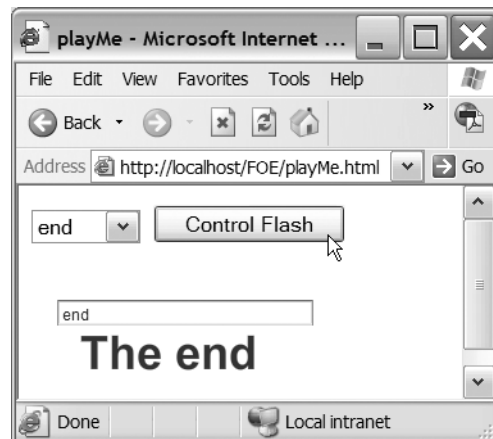 playMe - Microsoft Internet ...
File Edit View Favorites Tools Help
Back »
Address http://localhost/FOE/playMe.html Go
end Control Flash
end
The end
Done Local intranet